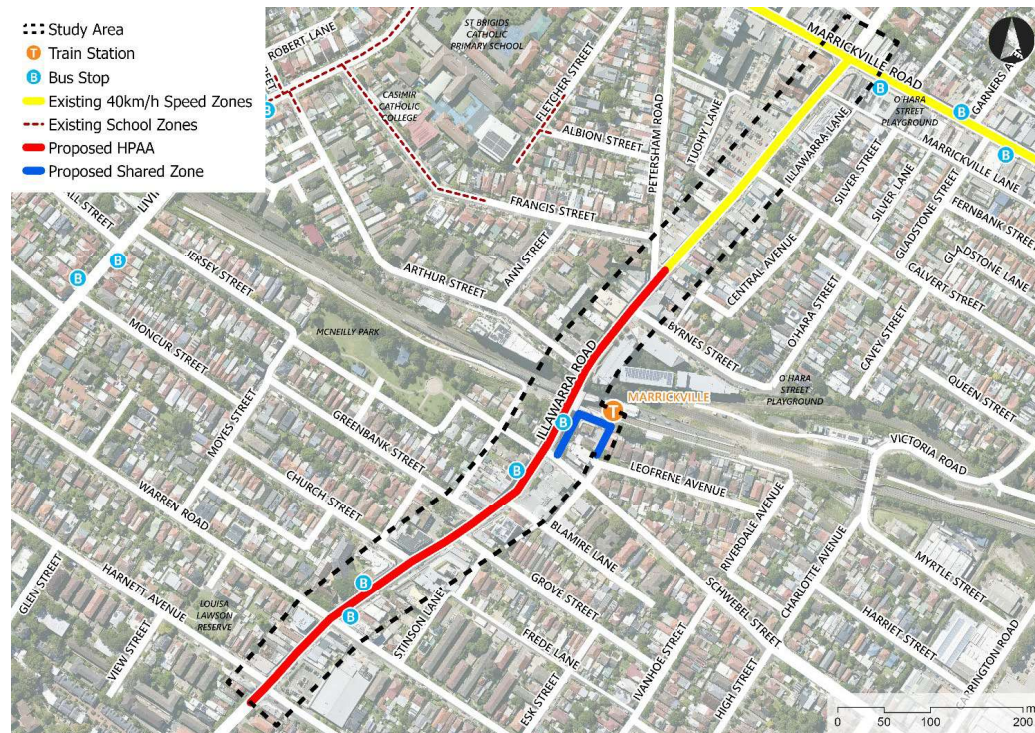 Study Area
T Train Station
B Bus Stop
Existing 40km/h Speed Zones
Existing School Zones
Proposed HPAA
Proposed Shared Zone
ROBERT LANE
ST BRIGIDS
CATHOLIC
PRIMARY SCHOOL
CASIMIR
CATHOLIC
COLLEGE
FLETCHER STREET
ALBION STREET
PETERSHAM ROAD
TUOHY LANE
MARRICKVILLE ROAD
B
O'HARA
STREET
PLAYGROUND
B
GARNERS
B
MARRICKVILLE LANE
ILLAWARRA LANE
SILVER STREET
SILVER LANE
GLADSTONE STREET
FERNBANK STREET
GLADSTONE LANE
B
FRANCIS STREET
ANN STREET
ARTHUR STREET
CENTRAL AVENUE
CALVERT STREET
B
B
JERSEY STREET
MCNEILLY PARK
MONCUR STREET
MOYES STREET
ILLAWARRA ROAD
BYRNES STREET
O'HARA STREET
CAVEY STREET
O'HARA
STREET
PLAYGROUND
QUEEN STREET
MARRICKVILLE
T
B
VICTORIA ROAD
GREENBANK STREET
B
LEOFRENE AVENUE
CHURCH STREET
WARREN ROAD
BLAMIRE LANE
RIVERDALE AVENUE
CHARLOTTE AVENUE
MYRTLE STREET
GLEN STREET
HARNETT AVENUE
LOUISA
LAWSON
RESERVE
B
B
VIEW STREET
STINSON LANE
GROVE STREET
SCHWEBEL STREET
HARRIET STREET
FREDE LANE
ESK STREET
IVANHOE STREET
HIGH STREET
0 50 100 200
m